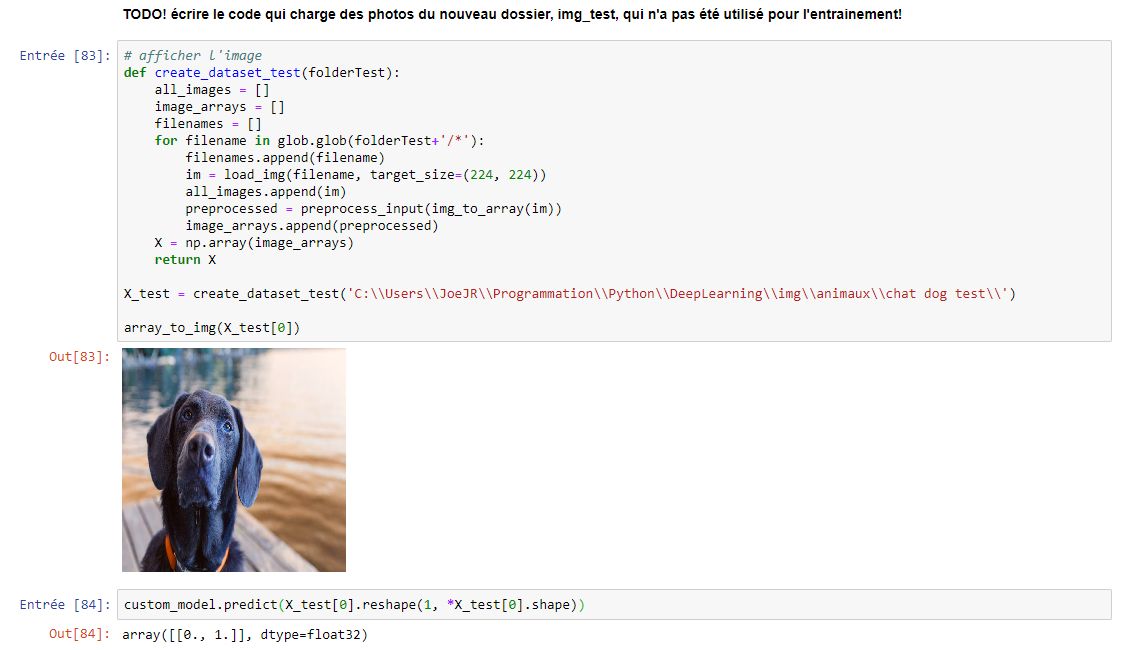 TODO! écrire le code qui charge des photos du nouveau dossier, img_test, qui n'a pas été utilisé pour l'entrainement!
Entrée [83]:
# afficher l'image
def create_dataset_test(folderTest):
    all_images = []
    image_arrays = []
    filenames = []
    for filename in glob.glob(folderTest+'/*'):
        filenames.append(filename)
        im = load_img(filename, target_size=(224, 224))
        all_images.append(im)
        preprocessed = preprocess_input(img_to_array(im))
        image_arrays.append(preprocessed)
    X = np.array(image_arrays)
    return X
X_test = create_dataset_test('C:\\Users\\JoeJR\\Programmation\\Python\\DeepLearning\\img\\animaux\\chat dog test\\')
array_to_img(X_test[0])
Out[83]:
Entrée [84]: custom_model.predict(X_test[0].reshape(1, *X_test[0].shape))
Out[84]: array([[0., 1.]], dtype=float32)